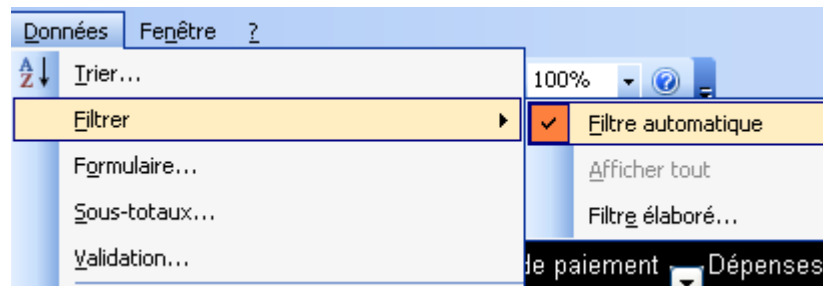 Données Fenêtre ?
Trier...
100%
Filtrer
Filtre automatique
Formulaire...
Afficher tout
Sous-totaux...
Filtre élaboré...
Validation...
de paiement Dépenses